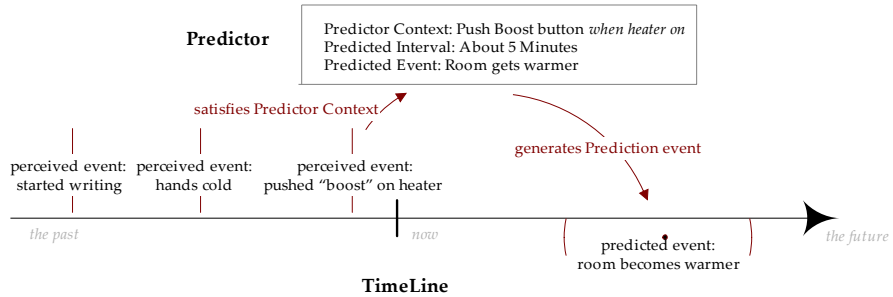 Predictor
Predictor Context: Push Boost button when heater on
Predicted Interval: About 5 Minutes
Predicted Event: Room gets warmer
satisfies Predictor Context
generates Prediction event
perceived event:
started writing
perceived event:
hands cold
perceived event:
pushed “boost” on heater
the past
now
the future
predicted event:
room becomes warmer
TimeLine